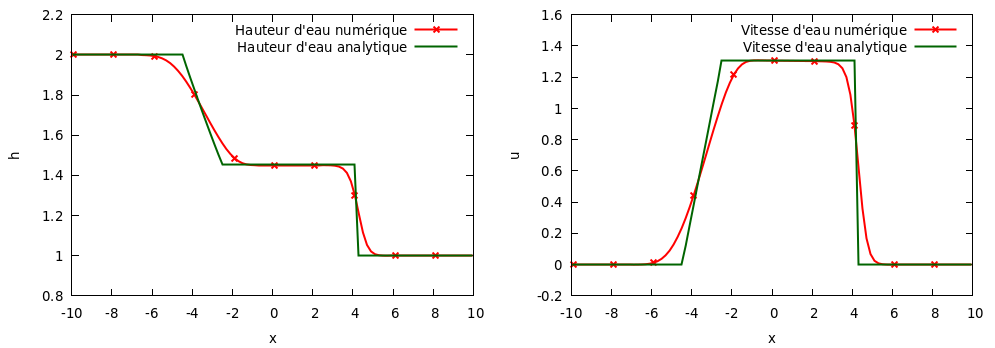 Hauteur d'eau numérique
Hauteur d'eau analytique
2.2
2
1.8
1.6
1.4
1.2
1
0.8
h
-10 -8 -6 -4 -2 0 2 4 6 8 10
x
Vitesse d'eau numérique
Vitesse d'eau analytique
1.6
1.4
1.2
1
0.8
0.6
0.4
0.2
0
-0.2
u
-10 -8 -6 -4 -2 0 2 4 6 8 10
x